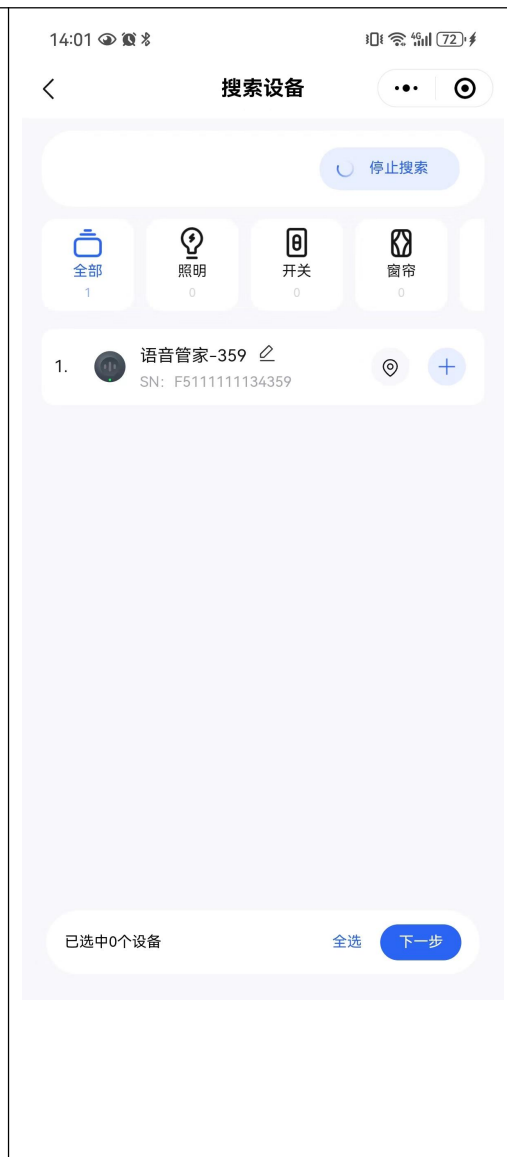 14:01 4G 72
搜索设备
停止搜索
全部 照明 开关 窗帘
1 0 0 0
1. 语音管家-359
SN: F5111111134359
已选中0个设备 全选 下一步